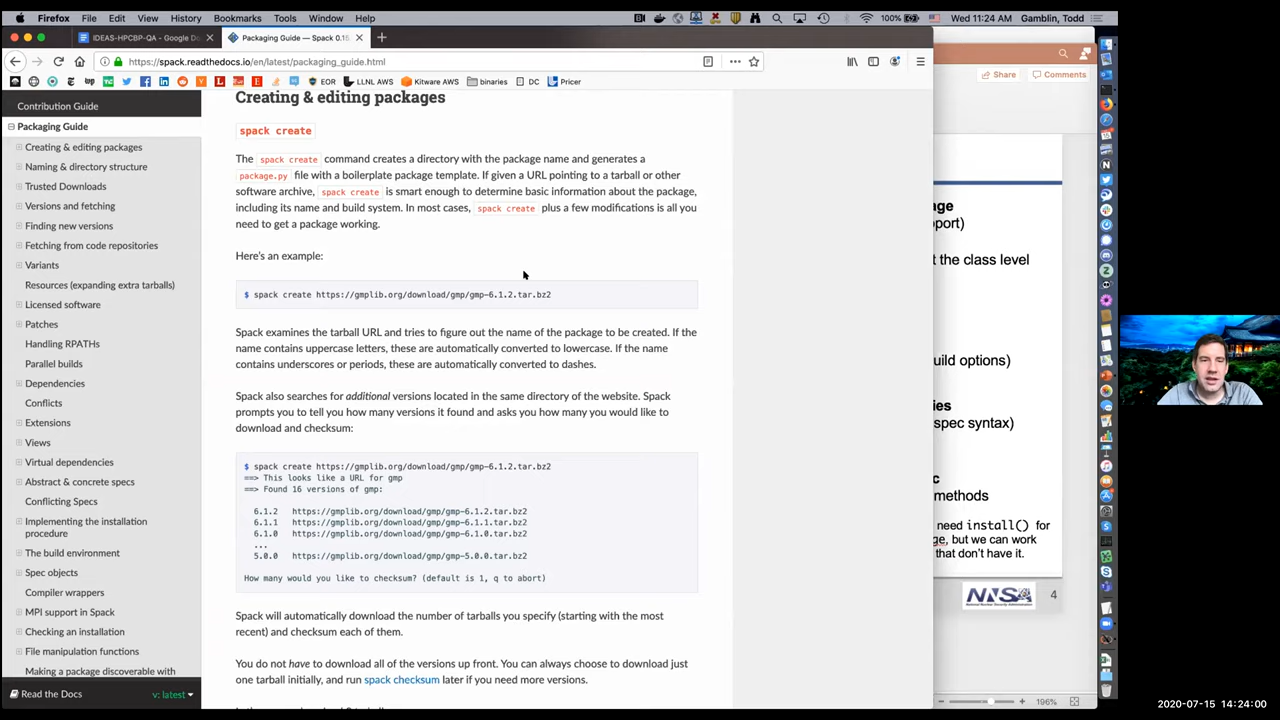 Firefox File Edit View History Bookmarks Tools Window Help 100% Wed 11:24 AM Gamblin, Todd
IDEAS-HPCBP-QA - Google Do × Packaging Guide — Spack 0.15 × +
https://spack.readthedocs.io/en/latest/packaging_guide.html
EQR LLNL AWS Kitware AWS binaries DC Pricer
Share Comments
Contribution Guide
Packaging Guide
Creating & editing packages
Naming & directory structure
Trusted Downloads
Versions and fetching
Finding new versions
Fetching from code repositories
Variants
Resources (expanding extra tarballs)
Licensed software
Patches
Handling RPATHs
Parallel builds
Dependencies
Conflicts
Extensions
Views
Virtual dependencies
Abstract & concrete specs
Conflicting Specs
Implementing the installation
procedure
The build environment
Spec objects
Compiler wrappers
MPI support in Spack
Checking an installation
File manipulation functions
Making a package discoverable with
Read the Docs v: latest
Creating & editing packages
spack create
The spack create command creates a directory with the package name and generates a
package.py file with a boilerplate package template. If given a URL pointing to a tarball or other
software archive, spack create is smart enough to determine basic information about the package,
including its name and build system. In most cases, spack create plus a few modifications is all you
need to get a package working.
Here's an example:
$ spack create https://gmplib.org/download/gmp/gmp-6.1.2.tar.bz2
Spack examines the tarball URL and tries to figure out the name of the package to be created. If the
name contains uppercase letters, these are automatically converted to lowercase. If the name
contains underscores or periods, these are automatically converted to dashes.
Spack also searches for additional versions located in the same directory of the website. Spack
prompts you to tell you how many versions it found and asks you how many you would like to
download and checksum:
$ spack create https://gmplib.org/download/gmp/gmp-6.1.2.tar.bz2
==> This looks like a URL for gmp
==> Found 16 versions of gmp:
6.1.2 https://gmplib.org/download/gmp/gmp-6.1.2.tar.bz2
6.1.1 https://gmplib.org/download/gmp/gmp-6.1.1.tar.bz2
6.1.0 https://gmplib.org/download/gmp/gmp-6.1.0.tar.bz2
...
5.0.0 https://gmplib.org/download/gmp/gmp-5.0.0.tar.bz2
How many would you like to checksum? (default is 1, q to abort)
Spack will automatically download the number of tarballs you specify (starting with the most
recent) and checksum each of them.
You do not have to download all of the versions up front. You can always choose to download just
one tarball initially, and run spack checksum later if you need more versions.
age
port)
t the class level
uild options)
ies
spec syntax)
c
methods
need install() for
ge, but we can work
that don't have it.
NNSA
National Nuclear Security Administration
4
196%
2020-07-15 14:24:00